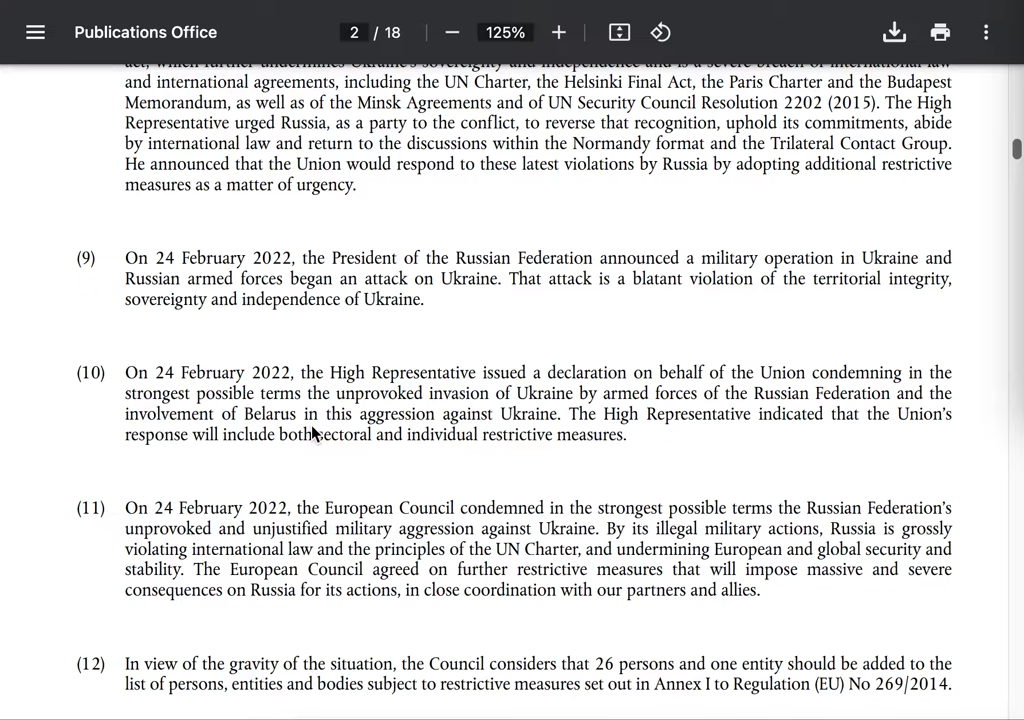 Publications Office
2 / 18
125%
act, which further undermines Ukraine's sovereignty and independence and is a severe breach of international law
and international agreements, including the UN Charter, the Helsinki Final Act, the Paris Charter and the Budapest
Memorandum, as well as of the Minsk Agreements and of UN Security Council Resolution 2202 (2015). The High
Representative urged Russia, as a party to the conflict, to reverse that recognition, uphold its commitments, abide
by international law and return to the discussions within the Normandy format and the Trilateral Contact Group.
He announced that the Union would respond to these latest violations by Russia by adopting additional restrictive
measures as a matter of urgency.
(9) On 24 February 2022, the President of the Russian Federation announced a military operation in Ukraine and
Russian armed forces began an attack on Ukraine. That attack is a blatant violation of the territorial integrity,
sovereignty and independence of Ukraine.
(10) On 24 February 2022, the High Representative issued a declaration on behalf of the Union condemning in the
strongest possible terms the unprovoked invasion of Ukraine by armed forces of the Russian Federation and the
involvement of Belarus in this aggression against Ukraine. The High Representative indicated that the Union's
response will include both sectoral and individual restrictive measures.
(11) On 24 February 2022, the European Council condemned in the strongest possible terms the Russian Federation's
unprovoked and unjustified military aggression against Ukraine. By its illegal military actions, Russia is grossly
violating international law and the principles of the UN Charter, and undermining European and global security and
stability. The European Council agreed on further restrictive measures that will impose massive and severe
consequences on Russia for its actions, in close coordination with our partners and allies.
(12) In view of the gravity of the situation, the Council considers that 26 persons and one entity should be added to the
list of persons, entities and bodies subject to restrictive measures set out in Annex I to Regulation (EU) No 269/2014.